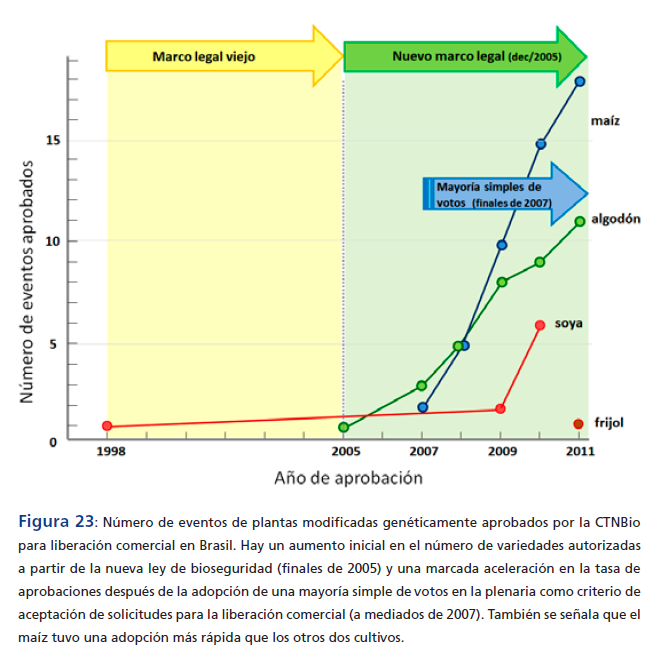 Marco legal viejo
Nuevo marco legal (dec/2005)
Número de eventos aprobados
15
10
5
0
maíz
Mayoría simples de
votos (finales de 2007)
algodón
soya
frijol
1998
2005
2007
2009
2011
Año de aprobación
Figura 23: Número de eventos de plantas modificadas genéticamente aprobados por la CTNBio
para liberación comercial en Brasil. Hay un aumento inicial en el número de variedades autorizadas
a partir de la nueva ley de bioseguridad (finales de 2005) y una marcada aceleración en la tasa de
aprobaciones después de la adopción de una mayoría simple de votos en la plenaria como criterio de
aceptación de solicitudes para la liberación comercial (a mediados de 2007). También se señala que el
maíz tuvo una adopción más rápida que los otros dos cultivos.